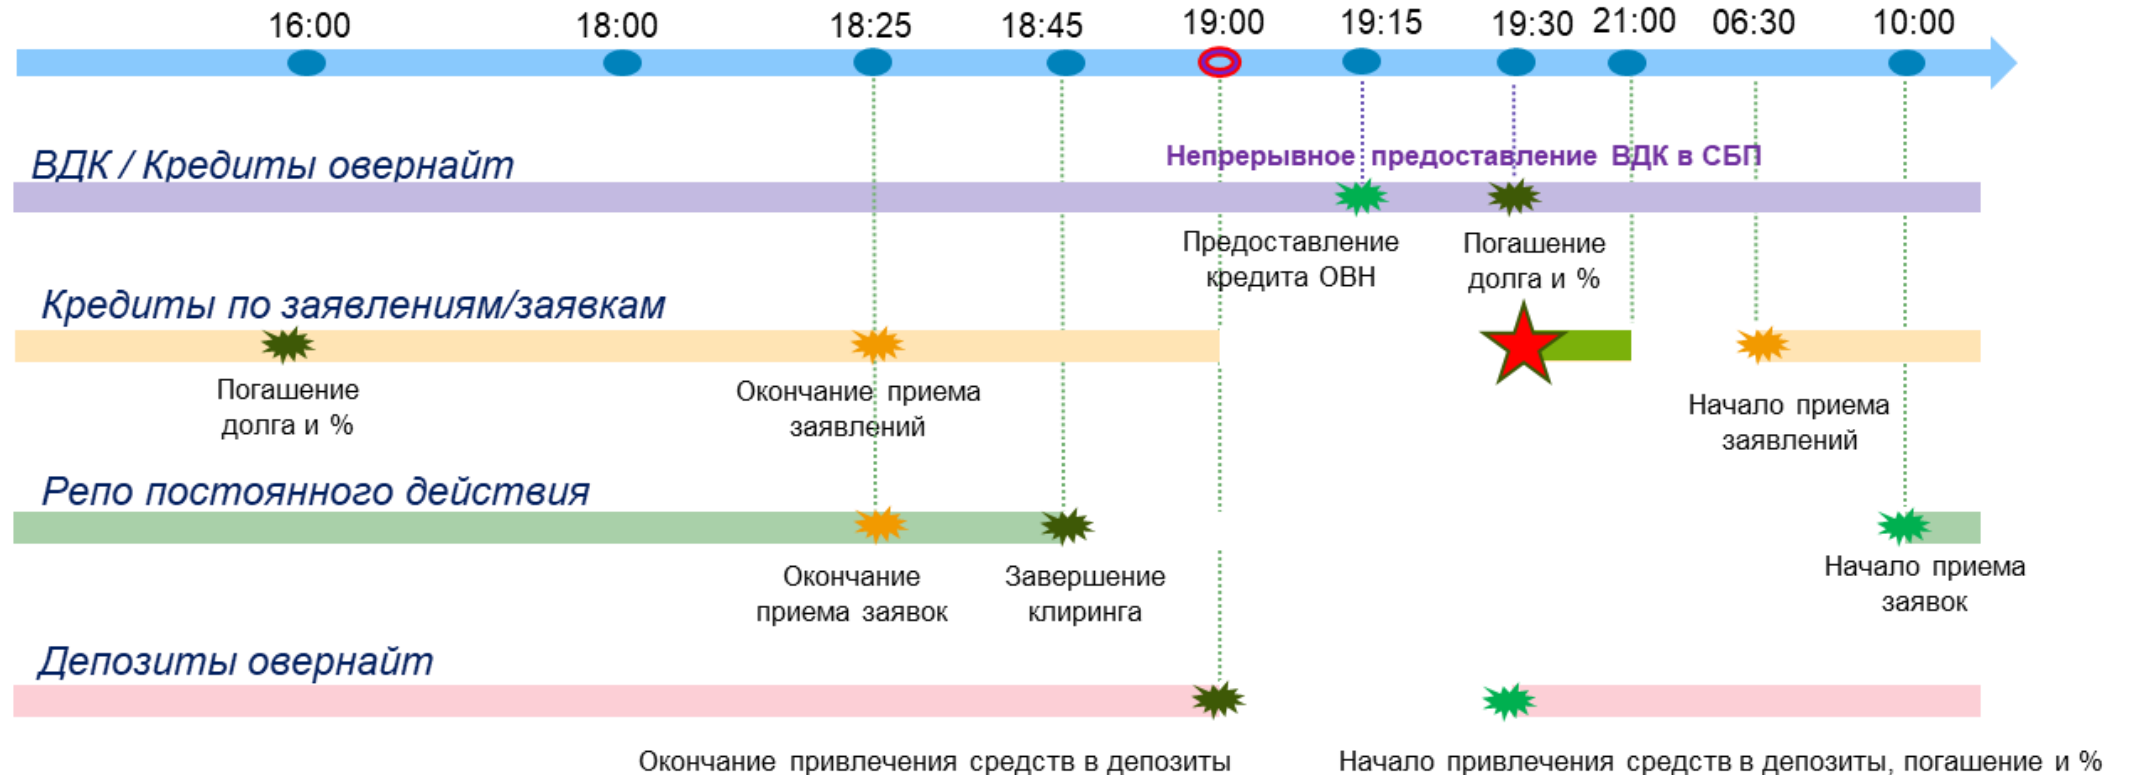 16:00 18:00 18:25 18:45 19:00 19:15 19:30 21:00 06:30 10:00
ВДК / Кредиты овернайт
Непрерывное предоставление ВДК в СБП
Предоставление
кредита ОВН
Погашение
долга и %
Кредиты по заявлениям/заявкам
Погашение
долга и %
Окончание приема
заявлений
Начало приема
заявлений
Репо постоянного действия
Окончание
приема заявок
Завершение
клиринга
Начало приема
заявок
Депозиты овернайт
Окончание привлечения средств в депозиты
Начало привлечения средств в депозиты, погашение и %